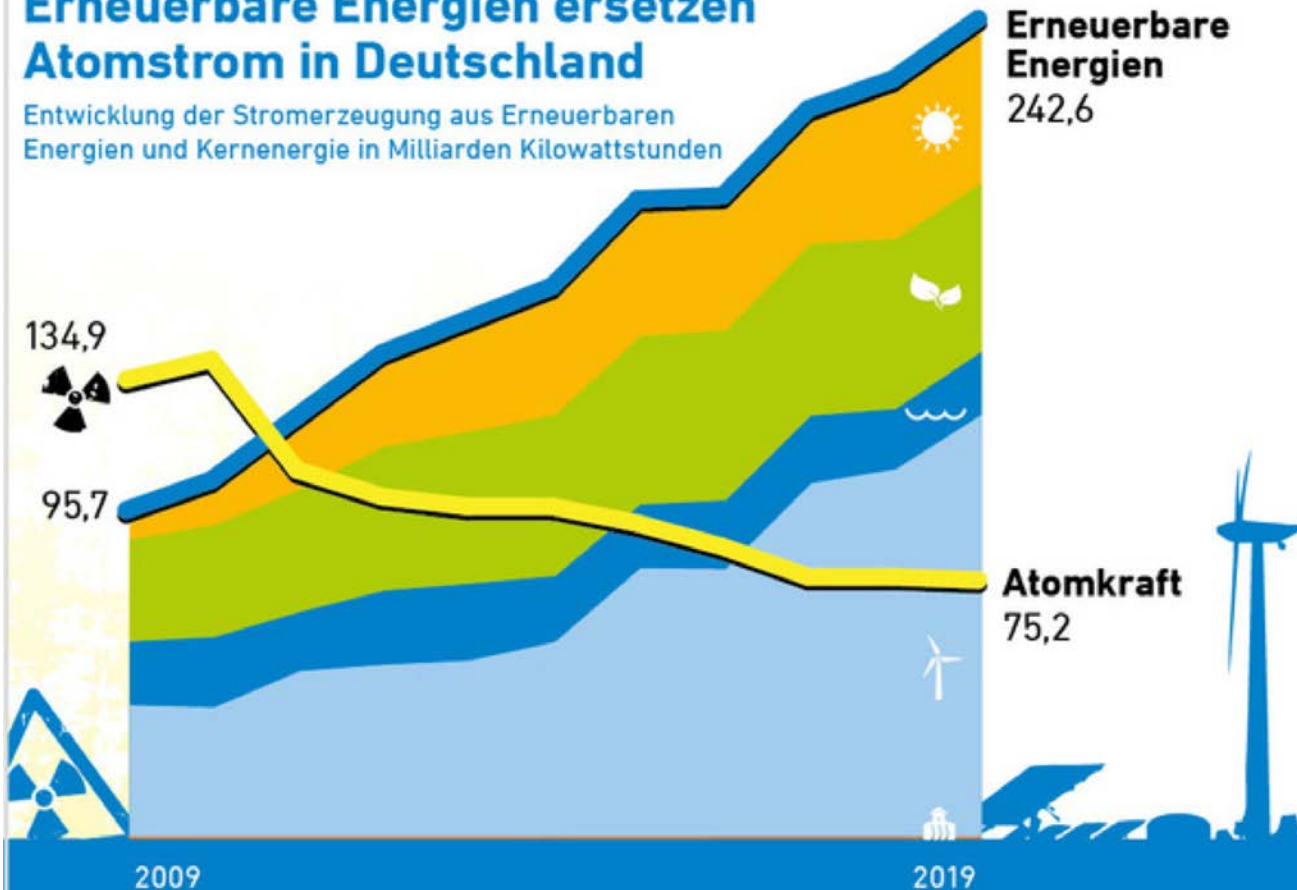 Erneuerbare Energien ersetzen
Atomstrom in Deutschland
Entwicklung der Stromerzeugung aus Erneuerbaren
Energien und Kernenergie in Milliarden Kilowattstunden
Erneuerbare
Energien
242,6
134,9
95,7
Atomkraft
75,2
2009
2019